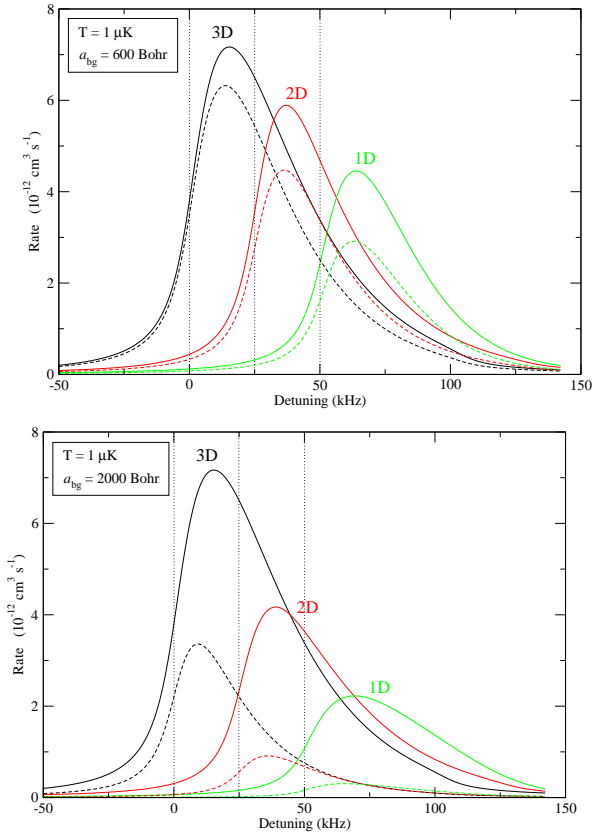 8
T = 1 μK
a_bg = 600 Bohr
3D
2D
1D
6
4
2
0
Rate (10^-12 cm^3 s^-1)
-50
0
50
100
150
Detuning (kHz)
8
T = 1 μK
a_bg = 2000 Bohr
3D
2D
1D
6
4
2
0
Rate (10^-12 cm^3 s^-1)
-50
0
50
100
150
Detuning (kHz)